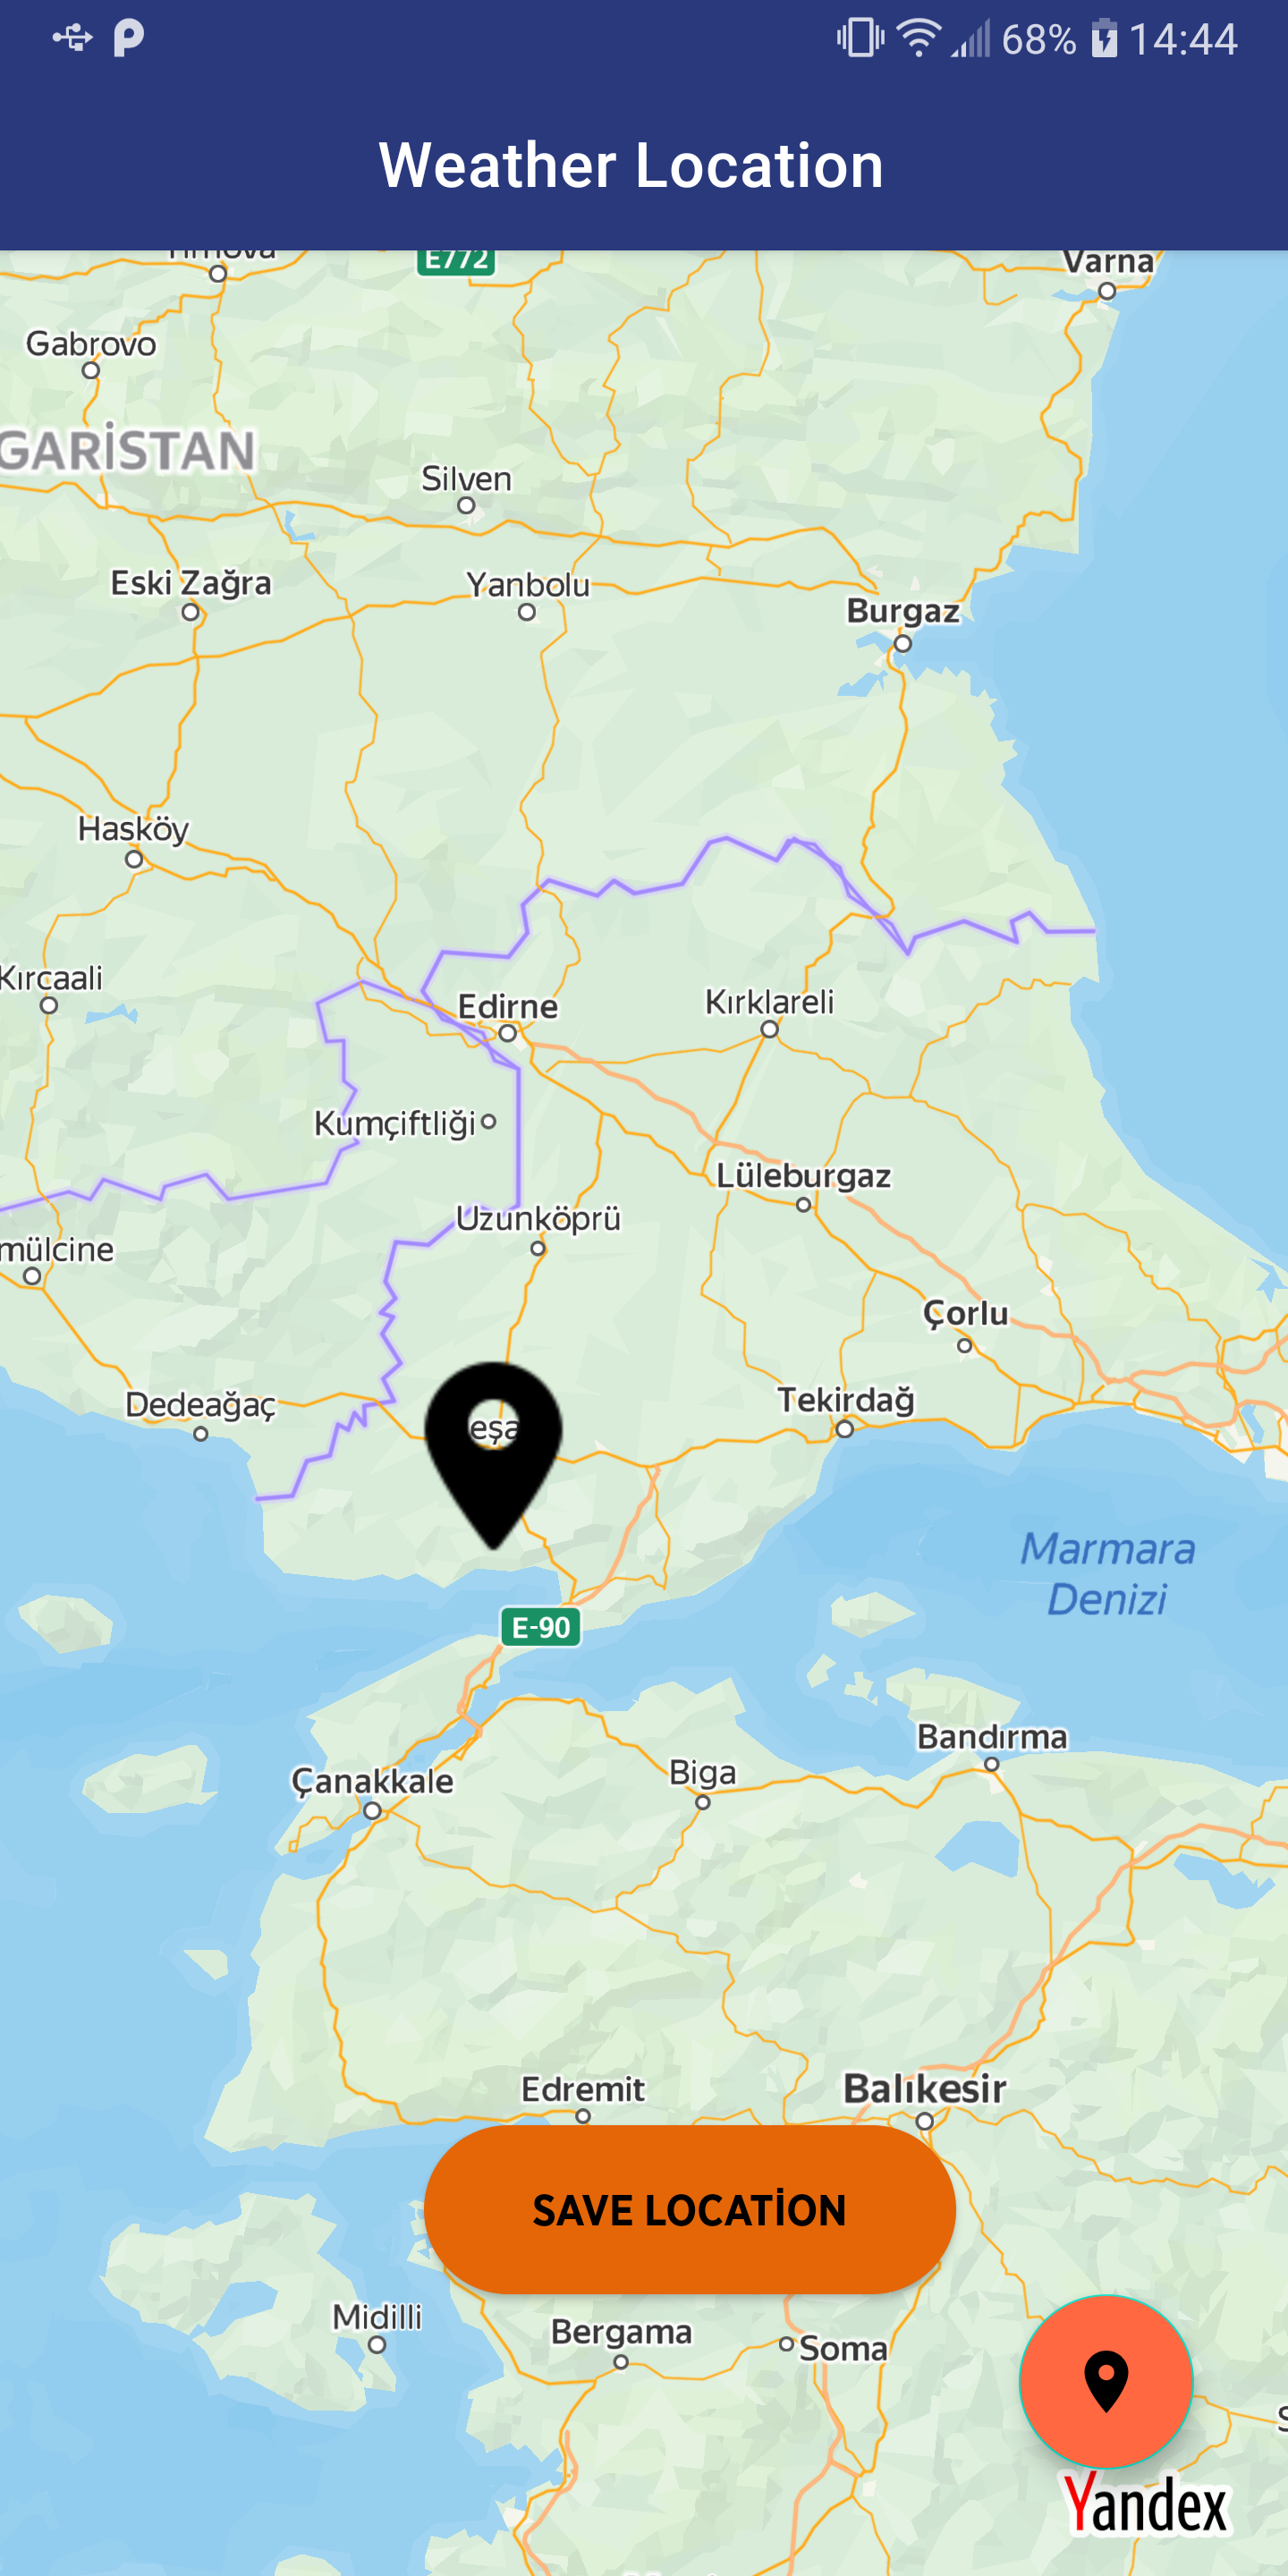 68% 14:44
Weather Location
E772
Varna
Gabrovo
GARİSTAN
Silven
Eski Zağra
Yanbolu
Burgaz
Hasköy
Kırcaali
Edirne
Kırklareli
Kumçiftliği
Lüleburgaz
Uzunköprü
mülcine
Çorlu
Dedeağaç
Tekirdağ
eşa
Marmara
Denizi
E-90
Bandırma
Biga
Çanakkale
Edremit
Balıkesir
SAVE LOCATİON
Midilli
Bergama
Soma
Yandex